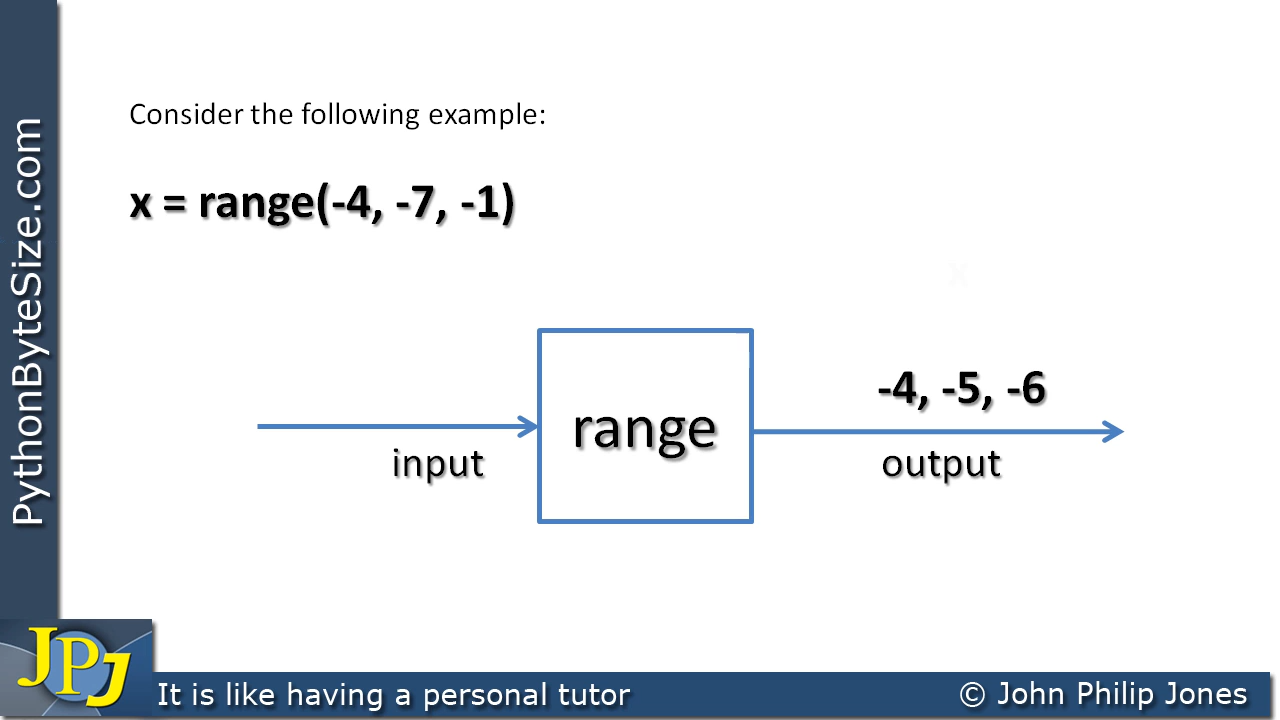 PythonByteSize.com
Consider the following example:
x = range(-4, -7, -1)
x
range
-4, -5, -6
input
output
JPJ
It is like having a personal tutor
© John Philip Jones